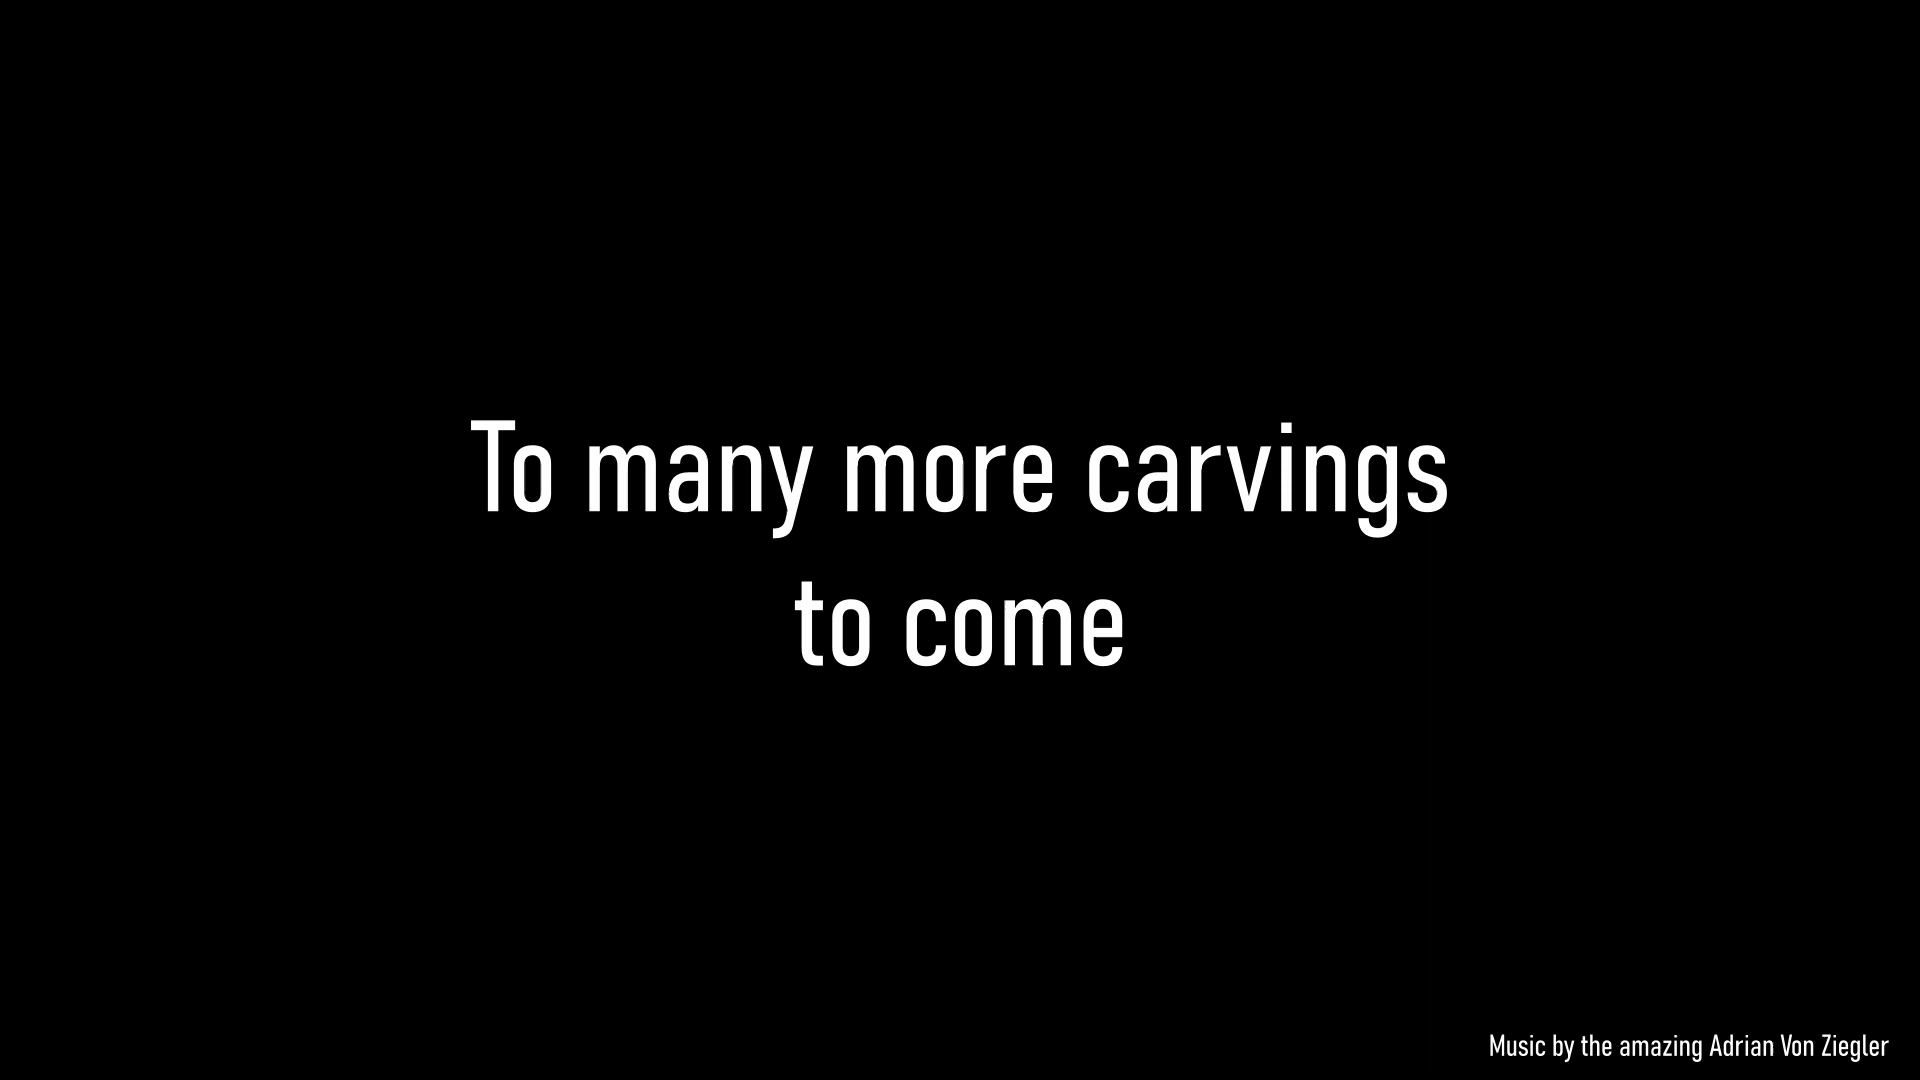 To many more carvings
to come
Music by the amazing Adrian Von Ziegler